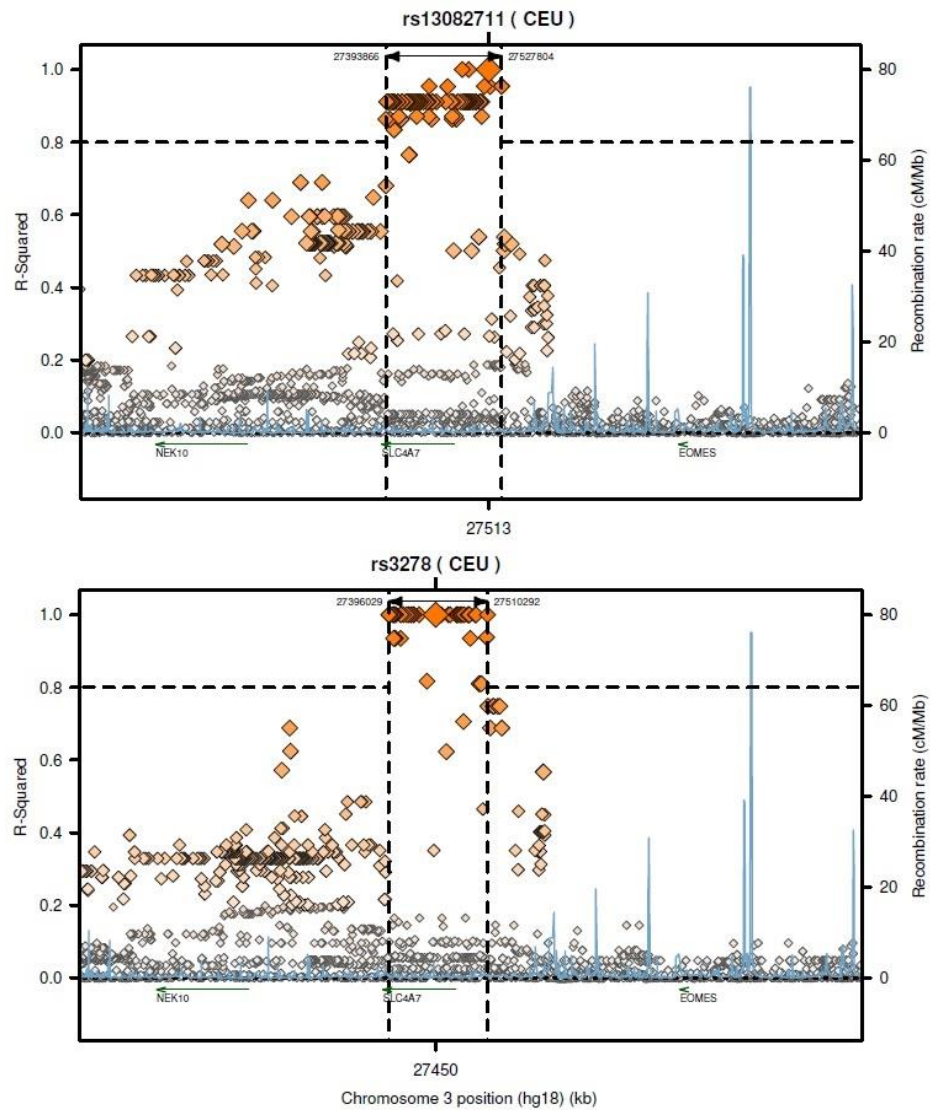 rs13082711 ( CEU )
27393866 27527804
1.0 80
0.8
60
0.6
R-Squared
40
Recombination rate (cM/Mb)
0.4
20
0.2
0.0 0
NEK10 SLC4A7 EOMES
27513
rs3278 ( CEU )
27396029 27510292
1.0 80
0.8
60
0.6
R-Squared
40
Recombination rate (cM/Mb)
0.4
20
0.2
0.0 0
NEK10 SLC4A7 EOMES
27450
Chromosome 3 position (hg18) (kb)